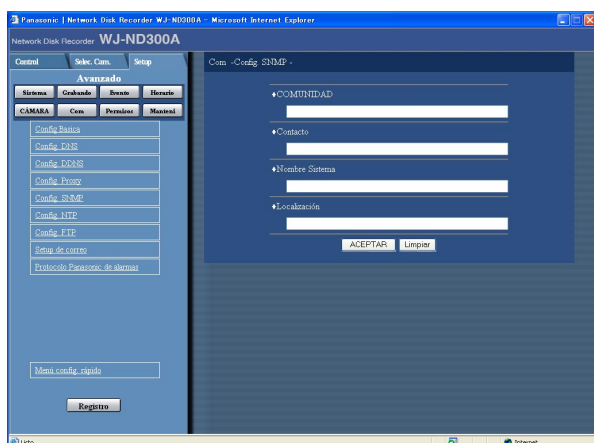 Panasonic | Network Disk Recorder WJ-ND300A - Microsoft Internet Explorer
Network Disk Recorder WJ-ND300A
Control Selec. Cam. Setup
Avanzado
Sistema Grabando Evento Horario
CÁMARA Com Permisos Manteni
Config Basica
Config. DNS
Config. DDNS
Config. Proxy
Config. SNMP
Config. NTP
Config. FTP
Setup de correo
Protocolo Panasonic de alarmas
Menú config. rápido
Registro
Com -Config. SNMP -
♦COMUNIDAD
♦Contacto
♦Nombre Sistema
♦Localización
ACEPTAR Limpiar
Listo Internet